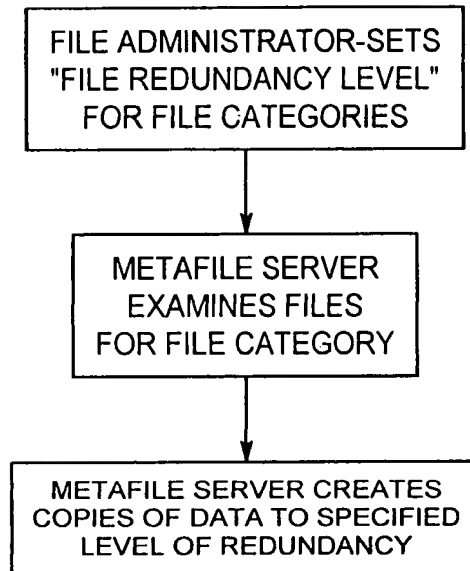 FILE ADMINISTRATOR-SETS
"FILE REDUNDANCY LEVEL"
FOR FILE CATEGORIES
METAFILE SERVER
EXAMINES FILES
FOR FILE CATEGORY
METAFILE SERVER CREATES
COPIES OF DATA TO SPECIFIED
LEVEL OF REDUNDANCY